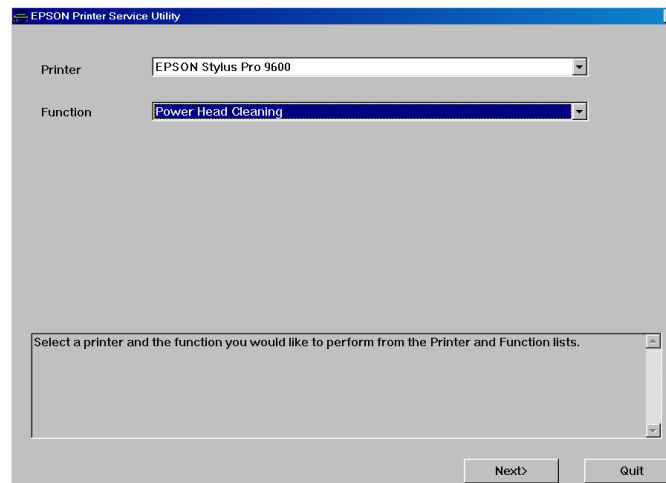 EPSON Printer Service Utility
Printer EPSON Stylus Pro 9600
Function Power Head Cleaning
Select a printer and the function you would like to perform from the Printer and Function lists.
Next> Quit